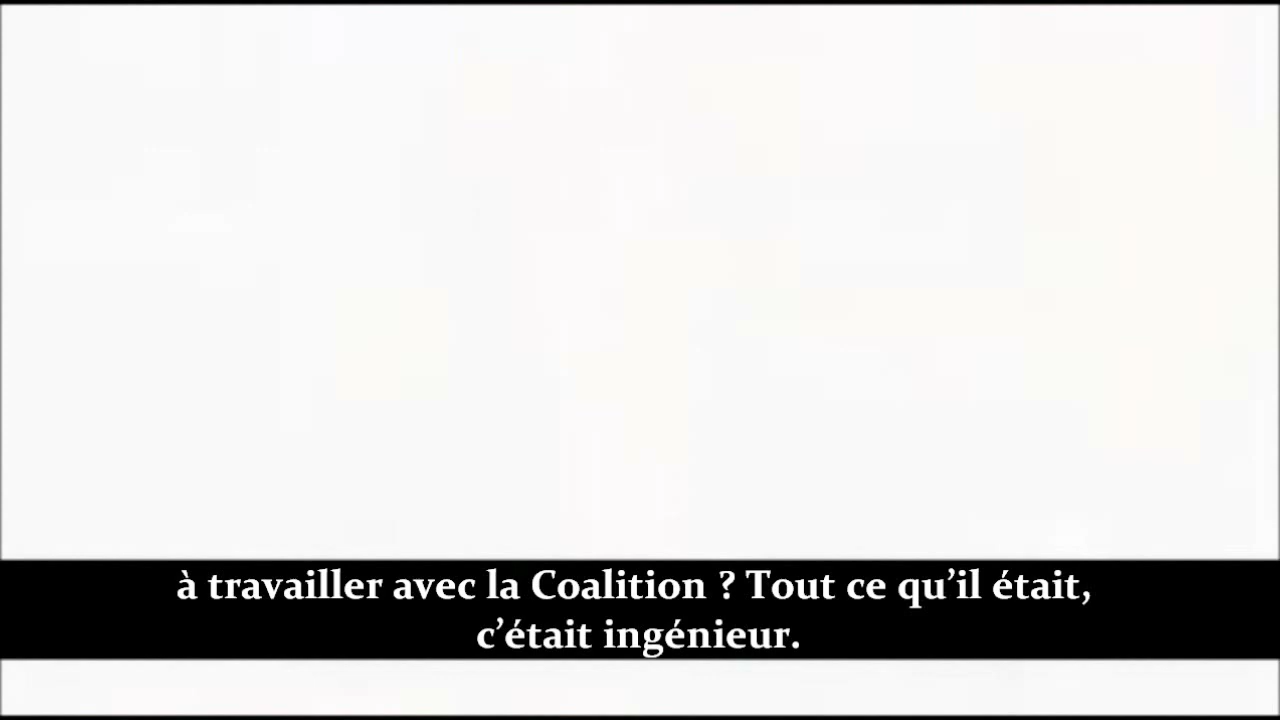 à travailler avec la Coalition ? Tout ce qu’il était,
c’était ingénieur.